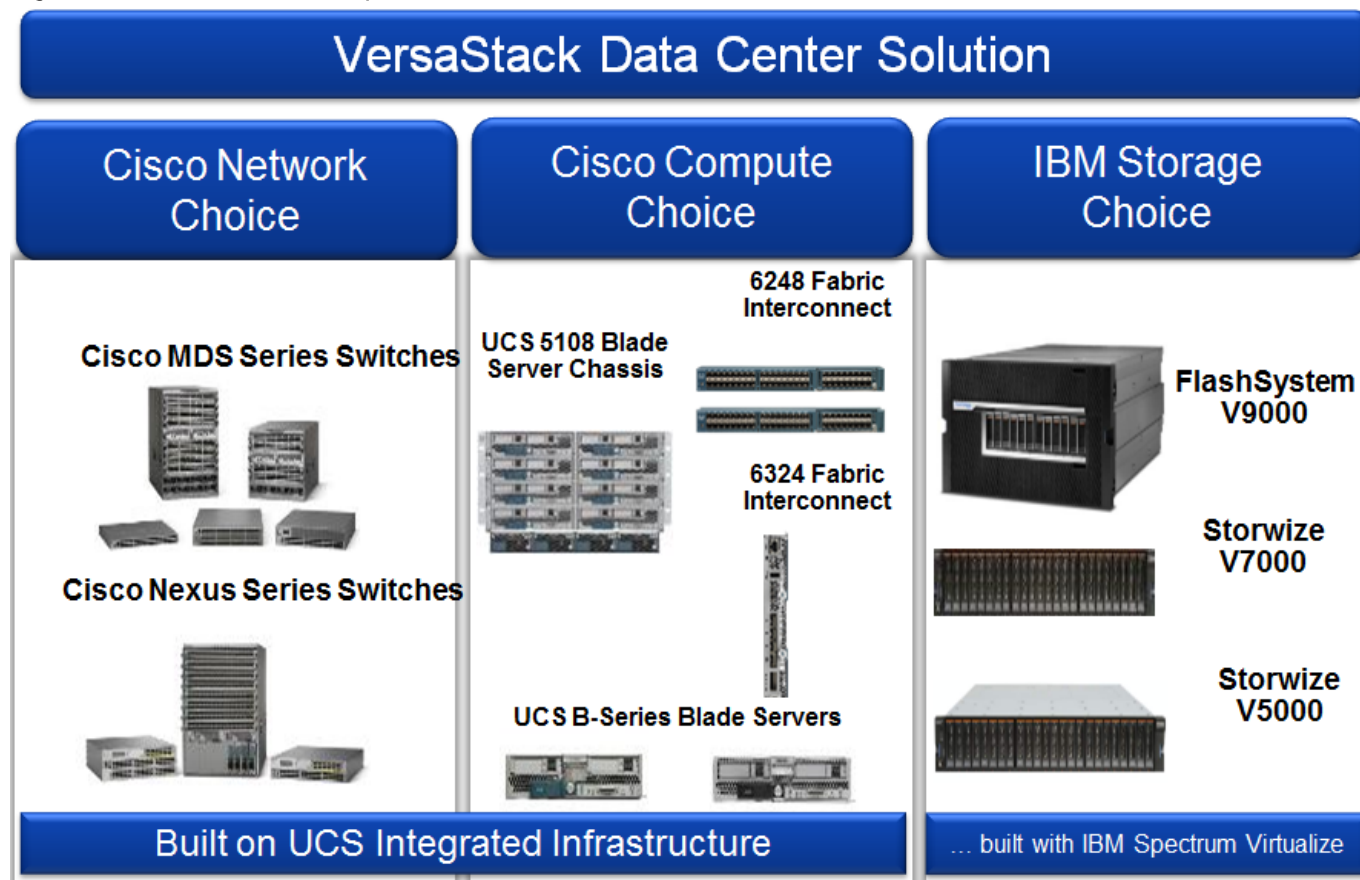 VersaStack Data Center Solution
Cisco Network
Choice
Cisco MDS Series Switches
Cisco Nexus Series Switches
Cisco Compute
Choice
6248 Fabric
Interconnect
UCS 5108 Blade
Server Chassis
6324 Fabric
Interconnect
UCS B-Series Blade Servers
Built on UCS Integrated Infrastructure
IBM Storage
Choice
FlashSystem
V9000
Storwize
V7000
Storwize
V5000
... built with IBM Spectrum Virtualize